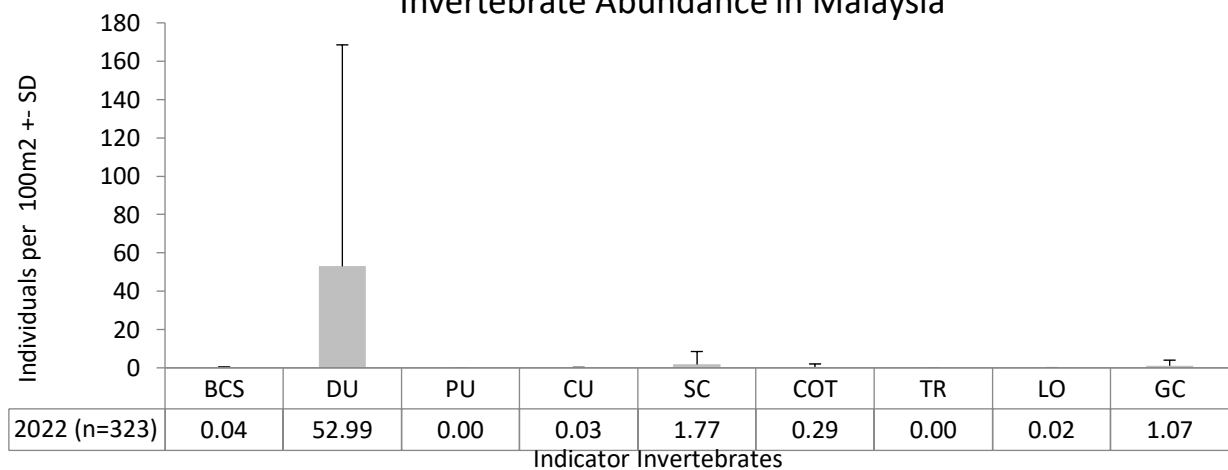 Invertebrate Abundance in Malaysia
Individuals per 100m2 +- SD
180
160
140
120
100
80
60
40
20
0
BCS DU PU CU SC COT TR LO GC
2022 (n=323) 0.04 52.99 0.00 0.03 1.77 0.29 0.00 0.02 1.07
Indicator Invertebrates